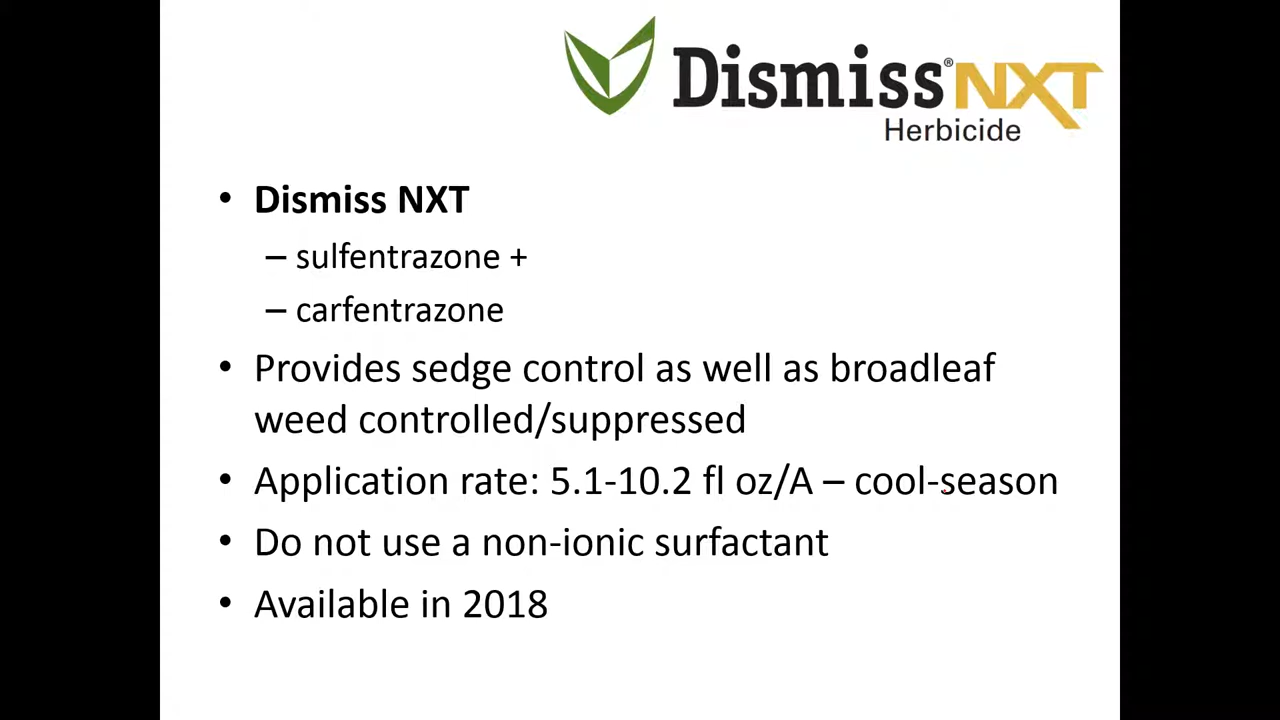 Dismiss® NXT
Herbicide
• Dismiss NXT
– sulfentrazone +
– carfentrazone
• Provides sedge control as well as broadleaf
weed controlled/suppressed
• Application rate: 5.1-10.2 fl oz/A – cool-season
• Do not use a non-ionic surfactant
• Available in 2018